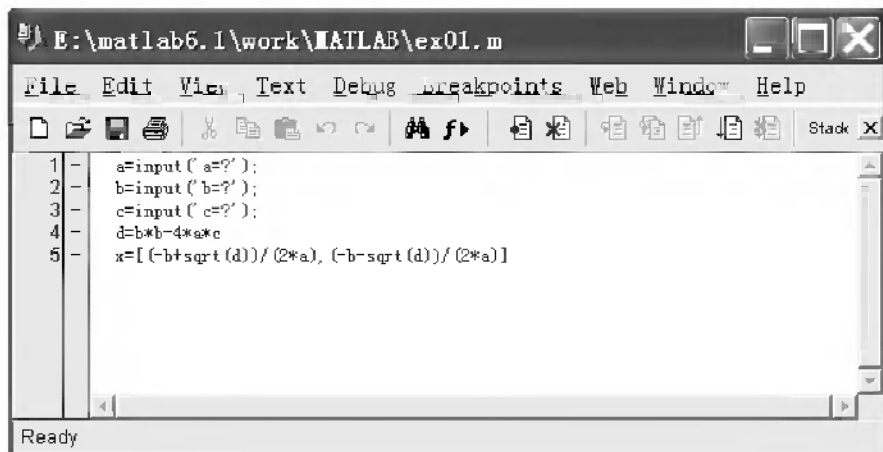 E:\matlab6.1\work\MATLAB\ex01.m
File Edit View Text Debug Breakpoints Web Window Help
Stack
1 - a=input('a=?');
2 - b=input('b=?');
3 - c=input('c=?');
4 - d=b*b-4*a*c
5 - x=[(-b+sqrt(d))/(2*a),(-b-sqrt(d))/(2*a)]
Ready